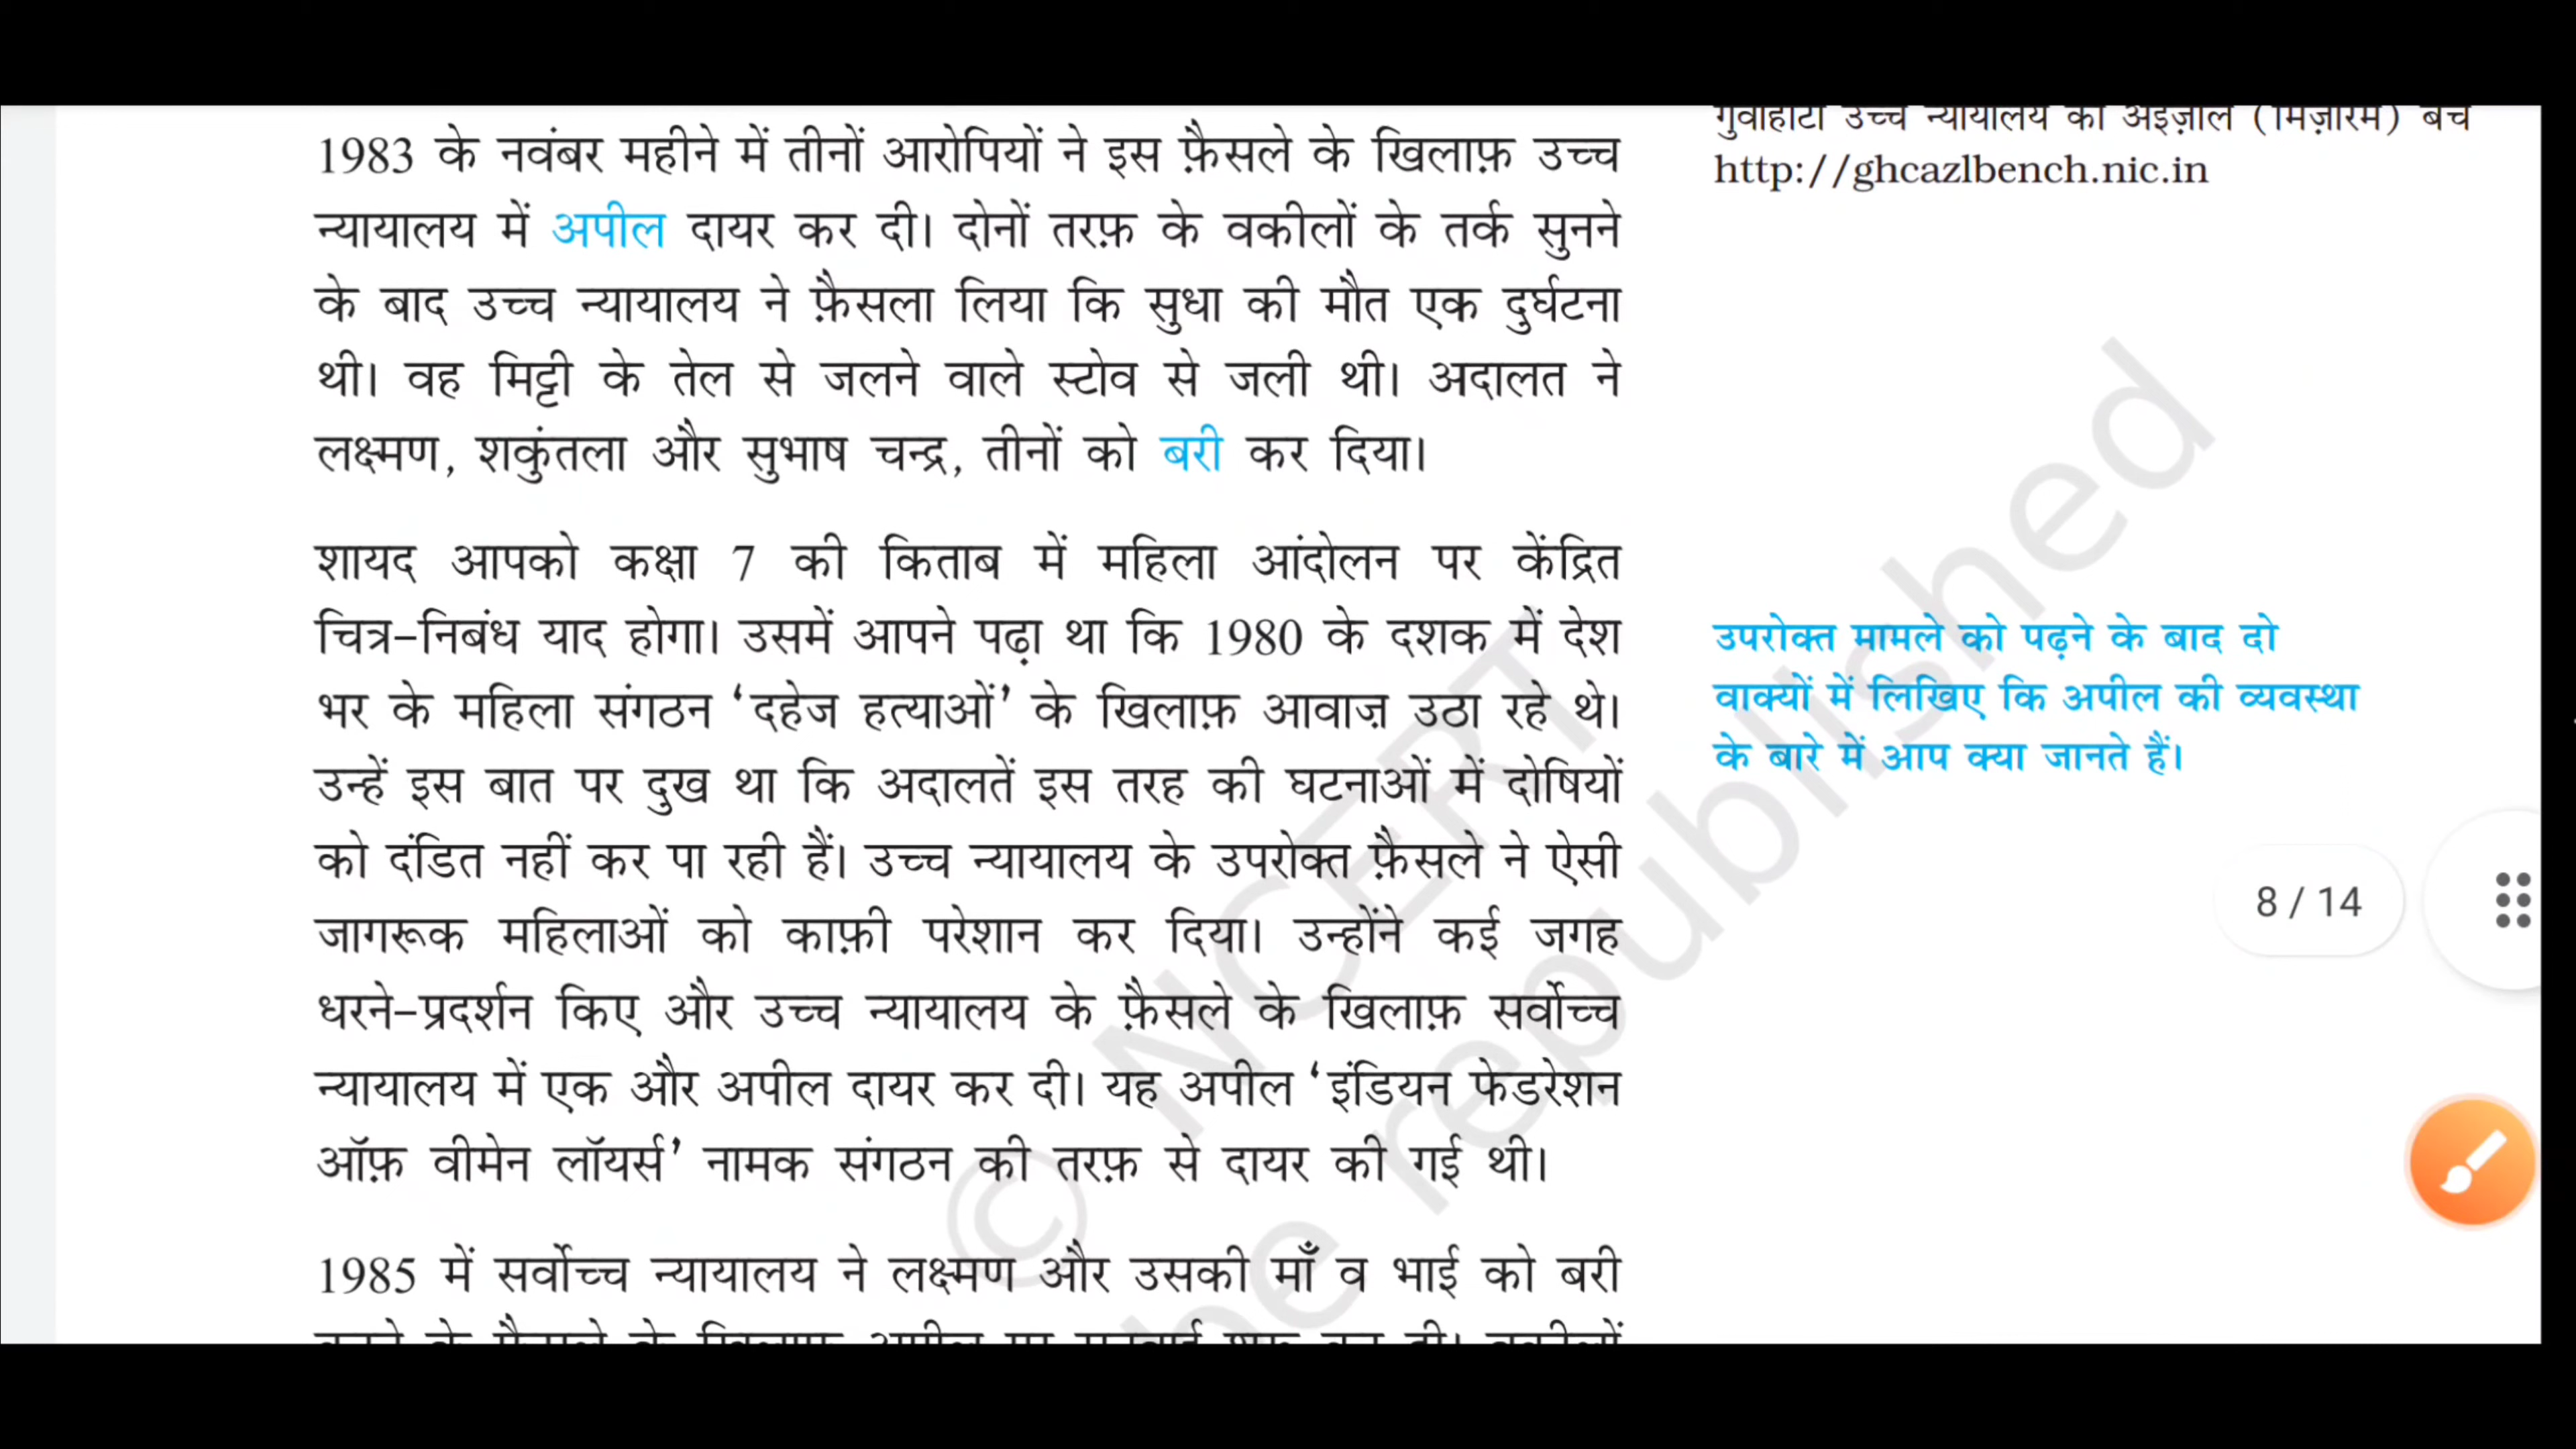 1983 के नवंबर महीने में तीनों आरोपियों ने इस फ़ैसले के खिलाफ़ उच्च
न्यायालय में अपील दायर कर दी। दोनों तरफ़ के वकीलों के तर्क सुनने
के बाद उच्च न्यायालय ने फ़ैसला लिया कि सुधा की मौत एक दुर्घटना
थी। वह मिट्टी के तेल से जलने वाले स्टोव से जली थी। अदालत ने
लक्ष्मण, शकुंतला और सुभाष चन्द्र, तीनों को बरी कर दिया।
शायद आपको कक्षा 7 की किताब में महिला आंदोलन पर केंद्रित
चित्र-निबंध याद होगा। उसमें आपने पढ़ा था कि 1980 के दशक में देश
भर के महिला संगठन ‘दहेज हत्याओं’ के खिलाफ़ आवाज़ उठा रहे थे।
उन्हें इस बात पर दुख था कि अदालतें इस तरह की घटनाओं में दोषियों
को दंडित नहीं कर पा रही हैं। उच्च न्यायालय के उपरोक्त फ़ैसले ने ऐसी
जागरूक महिलाओं को काफ़ी परेशान कर दिया। उन्होंने कई जगह
धरने-प्रदर्शन किए और उच्च न्यायालय के फ़ैसले के खिलाफ़ सर्वोच्च
न्यायालय में एक और अपील दायर कर दी। यह अपील ‘इंडियन फेडरेशन
ऑफ़ वीमेन लॉयर्स’ नामक संगठन की तरफ़ से दायर की गई थी।
1985 में सर्वोच्च न्यायालय ने लक्ष्मण और उसकी माँ व भाई को बरी
गुवाहाटी उच्च न्यायालय की अइज़ोल (मिज़ोरम) बेंच
http://ghcazlbench.nic.in
उपरोक्त मामले को पढ़ने के बाद दो
वाक्यों में लिखिए कि अपील की व्यवस्था
के बारे में आप क्या जानते हैं।
8 / 14
© NCERT
be republished